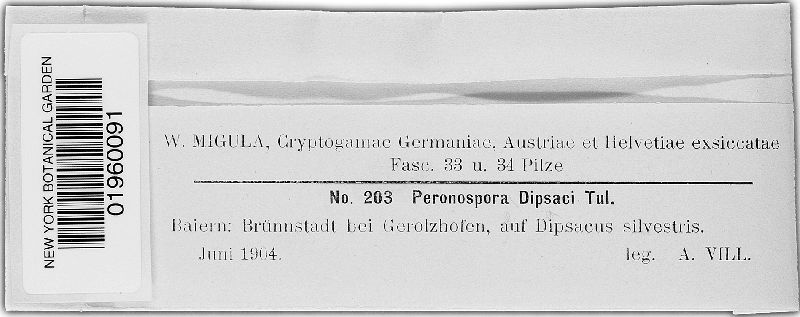 NEW YORK BOTANICAL GARDEN
01960091
W. MIGULA, Cryptogamae Germaniae, Austriae et Helvetiae exsiccatae
Fasc. 33 u. 34 Pilze
No. 203 Peronospora Dipsaci Tul.
Baiern: Brünnstadt bei Gerolzhofen, auf Dipsacus silvestris.
Juni 1904. leg. A. VILL.